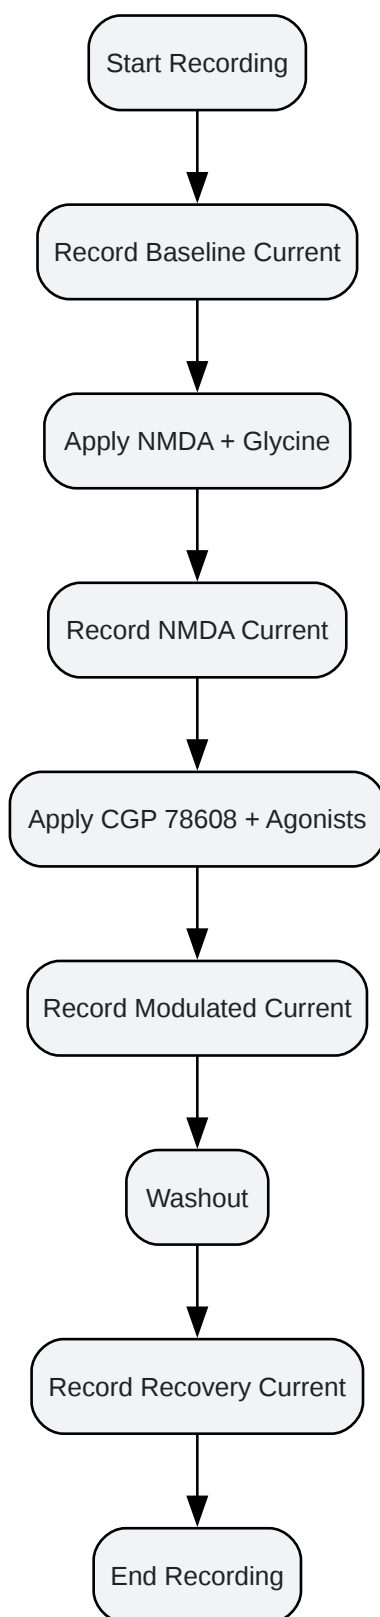 Start Recording
Record Baseline Current
Apply NMDA + Glycine
Record NMDA Current
Apply CGP 78608 + Agonists
Record Modulated Current
Washout
Record Recovery Current
End Recording